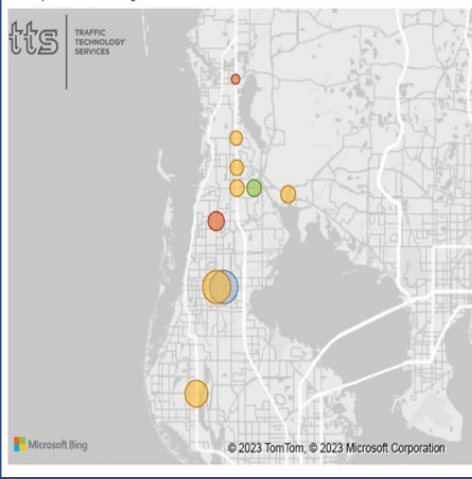 tts
TRAFFIC
TECHNOLOGY
SERVICES
Microsoft Bing
© 2023 TomTom, © 2023 Microsoft Corporation